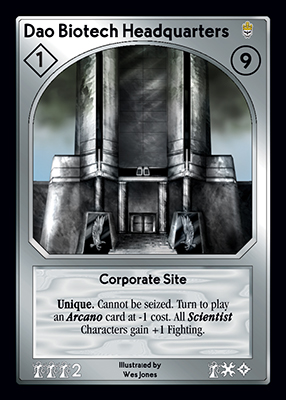 Dao Biotech Headquarters
1
9
Corporate Site
Unique. Cannot be seized. Turn to play
an Arcano card at -1 cost. All Scientist
Characters gain +1 Fighting.
2
Illustrated by
Wes Jones